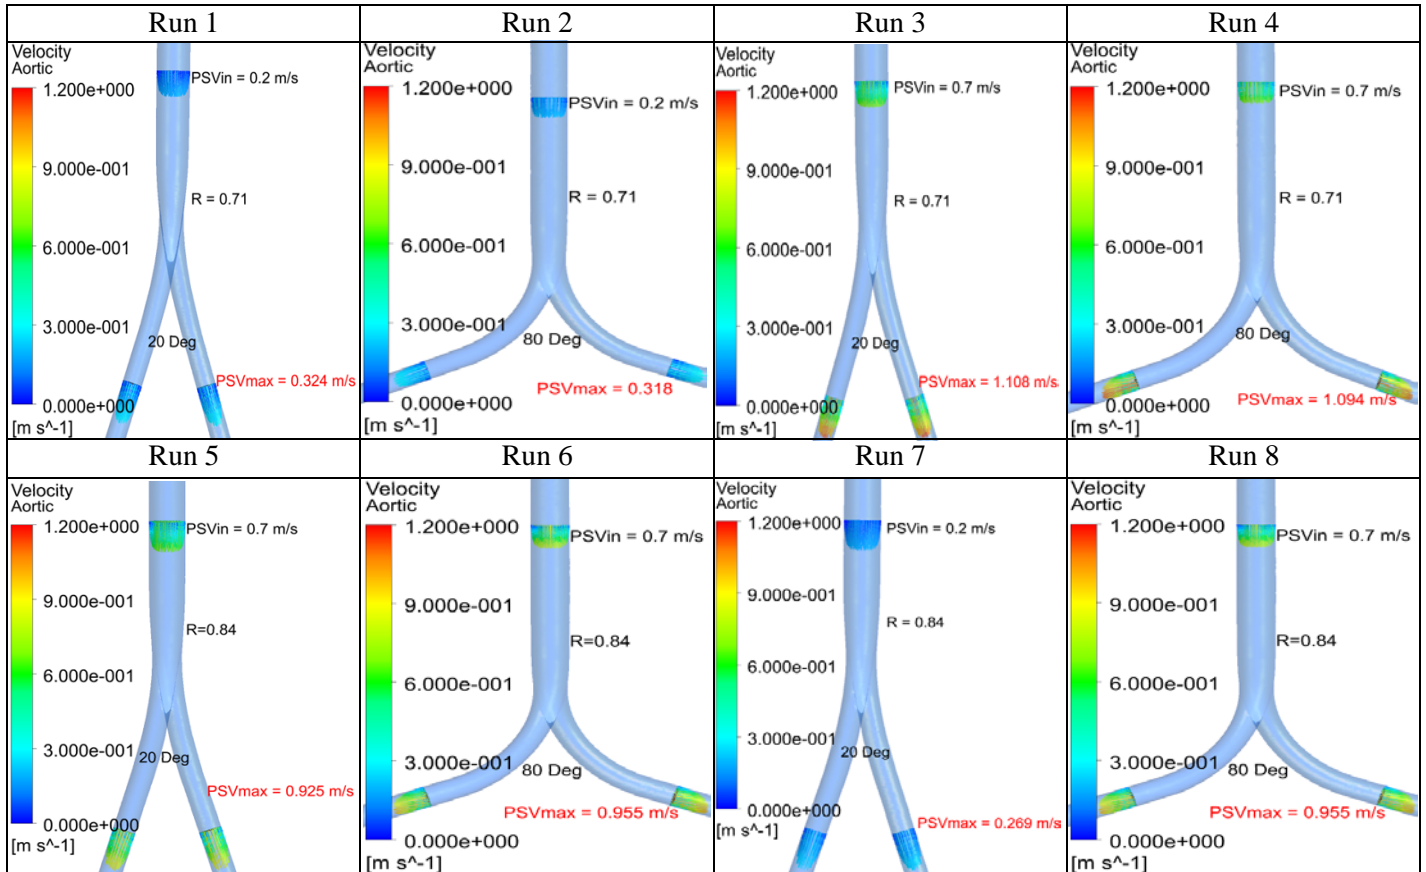 Run 1
Velocity
Aortic
1.200e+000
9.000e-001
6.000e-001
3.000e-001
0.000e+000
[m s^-1]
PSVin = 0.2 m/s
R = 0.71
20 Deg
PSVmax = 0.324 m/s
Run 2
Velocity
Aortic
1.200e+000
9.000e-001
6.000e-001
3.000e-001
0.000e+000
[m s^-1]
PSVin = 0.2 m/s
R = 0.71
80 Deg
PSVmax = 0.318
Run 3
Velocity
Aortic
1.200e+000
9.000e-001
6.000e-001
3.000e-001
0.000e+000
[m s^-1]
PSVin = 0.7 m/s
R = 0.71
20 Deg
PSVmax = 1.108 m/s
Run 4
Velocity
Aortic
1.200e+000
9.000e-001
6.000e-001
3.000e-001
0.000e+000
[m s^-1]
PSVin = 0.7 m/s
R = 0.71
80 Deg
PSVmax = 1.094 m/s
Run 5
Velocity
Aortic
1.200e+000
9.000e-001
6.000e-001
3.000e-001
0.000e+000
[m s^-1]
PSVin = 0.7 m/s
R=0.84
20 Deg
PSVmax = 0.925 m/s
Run 6
Velocity
Aortic
1.200e+000
9.000e-001
6.000e-001
3.000e-001
0.000e+000
[m s^-1]
PSVin = 0.7 m/s
R=0.84
80 Deg
PSVmax = 0.955 m/s
Run 7
Velocity
Aortic
1.200e+000
9.000e-001
6.000e-001
3.000e-001
0.000e+000
[m s^-1]
PSVin = 0.2 m/s
R = 0.84
20 Deg
PSVmax = 0.269 m/s
Run 8
Velocity
Aortic
1.200e+000
9.000e-001
6.000e-001
3.000e-001
0.000e+000
[m s^-1]
PSVin = 0.7 m/s
R=0.84
80 Deg
PSVmax = 0.955 m/s